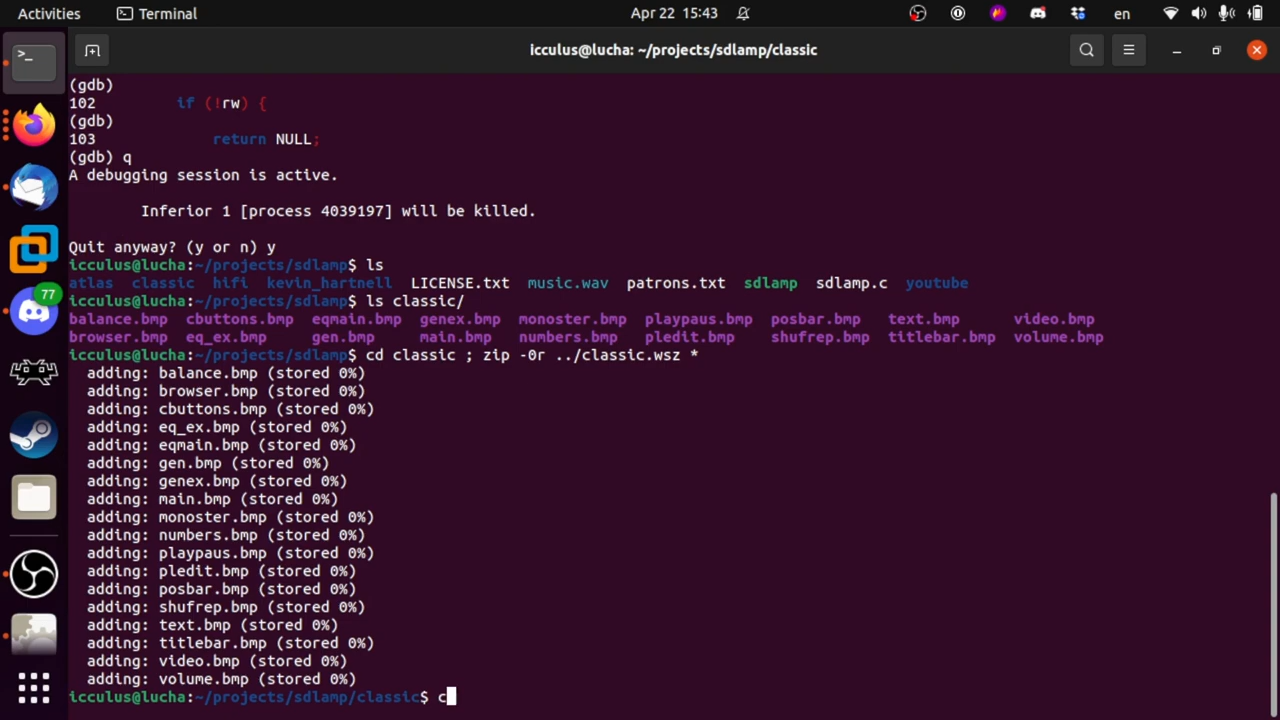 Activities
Terminal
Apr 22 15:43
en
icculus@lucha: ~/projects/sdlamp/classic
77
(gdb)
102 if (!rw) {
(gdb)
103 return NULL;
(gdb) q
A debugging session is active.
Inferior 1 [process 4039197] will be killed.
Quit anyway? (y or n) y
icculus@lucha:~/projects/sdlamp$ ls
atlas classic hifi kevin_hartnell LICENSE.txt music.wav patrons.txt sdlamp sdlamp.c youtube
icculus@lucha:~/projects/sdlamp$ ls classic/
balance.bmp cbuttons.bmp eqmain.bmp genex.bmp monoster.bmp playpaus.bmp posbar.bmp text.bmp video.bmp
browser.bmp eq_ex.bmp gen.bmp main.bmp numbers.bmp pledit.bmp shufrep.bmp titlebar.bmp volume.bmp
icculus@lucha:~/projects/sdlamp$ cd classic ; zip -0r ../classic.wsz *
adding: balance.bmp (stored 0%)
adding: browser.bmp (stored 0%)
adding: cbuttons.bmp (stored 0%)
adding: eq_ex.bmp (stored 0%)
adding: eqmain.bmp (stored 0%)
adding: gen.bmp (stored 0%)
adding: genex.bmp (stored 0%)
adding: main.bmp (stored 0%)
adding: monoster.bmp (stored 0%)
adding: numbers.bmp (stored 0%)
adding: playpaus.bmp (stored 0%)
adding: pledit.bmp (stored 0%)
adding: posbar.bmp (stored 0%)
adding: shufrep.bmp (stored 0%)
adding: text.bmp (stored 0%)
adding: titlebar.bmp (stored 0%)
adding: video.bmp (stored 0%)
adding: volume.bmp (stored 0%)
icculus@lucha:~/projects/sdlamp/classic$ c